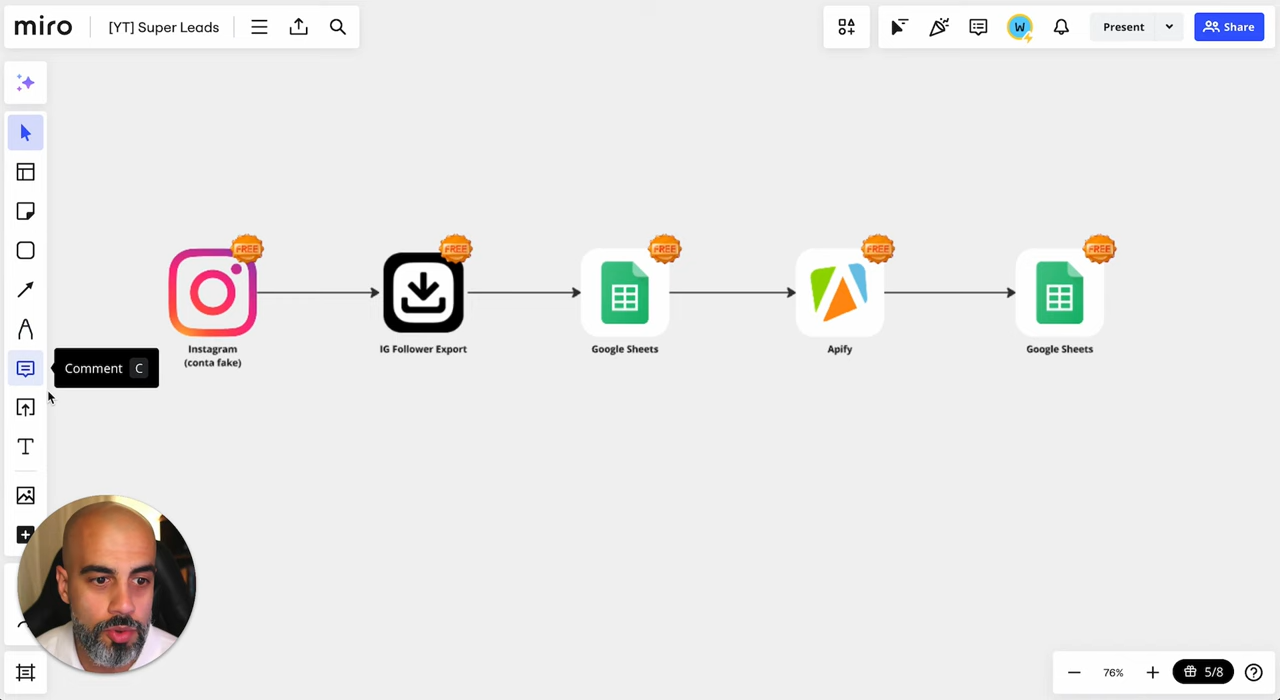 miro
[YT] Super Leads
W
Present
Share
FREE
FREE
FREE
FREE
FREE
Instagram
(conta fake)
IG Follower Export
Google Sheets
Apify
Google Sheets
Comment C
T
76%
5/8